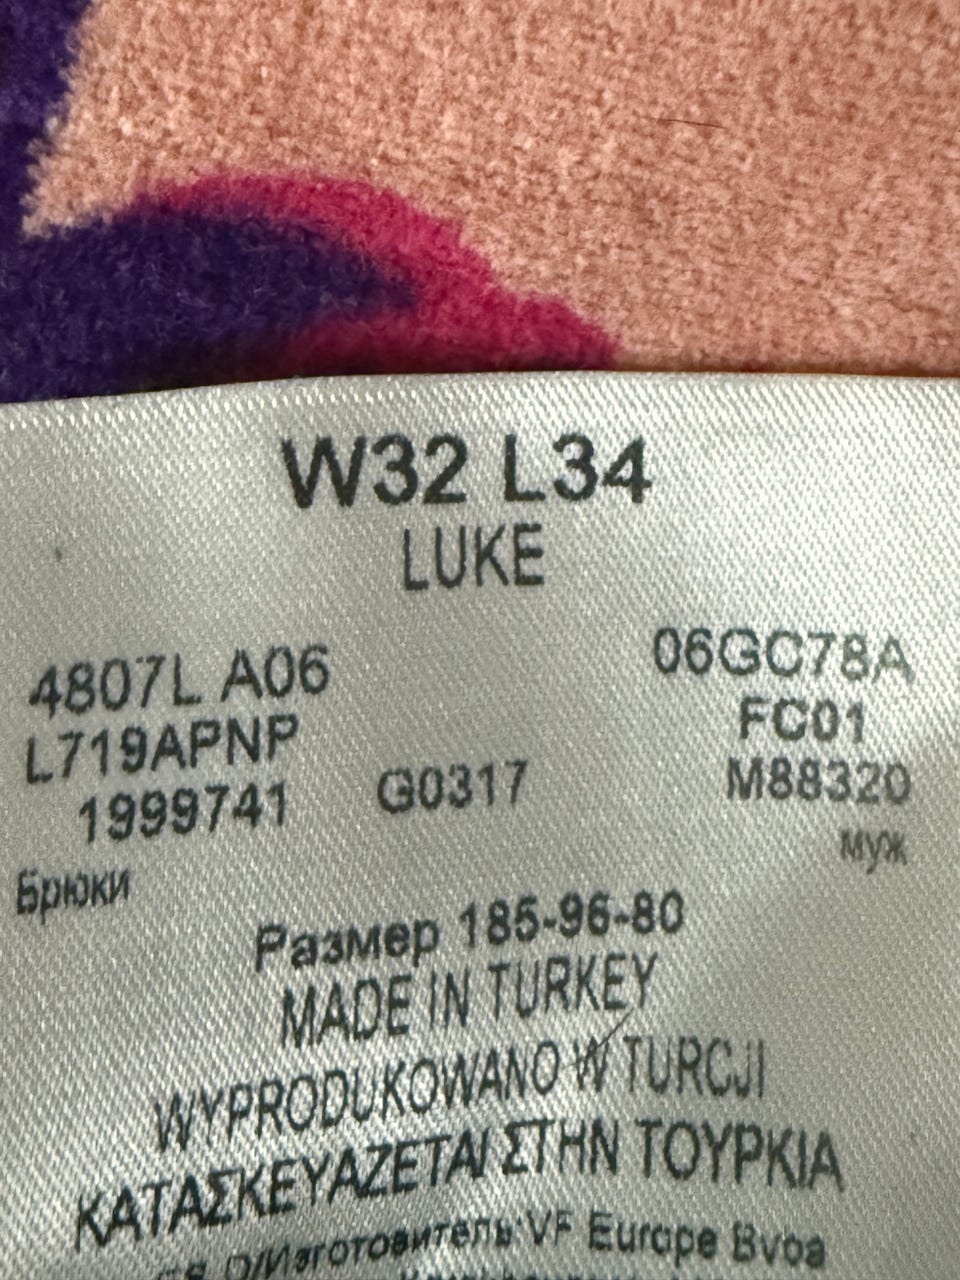 W32 L34
LUKE
4807L A06 06GC78A
L719APNP FC01
1999741 G0317 M88320
Брюки муж
Размер 185-96-80
MADE IN TURKEY
WYPRODUKOWANO W TURCJI
ΚΑΤΑΣΚΕΥΑΖΕΤΑΙ ΣΤΗΝ ΤΟΥΡΚΙΑ
Изготовитель:VF Europe Bvba